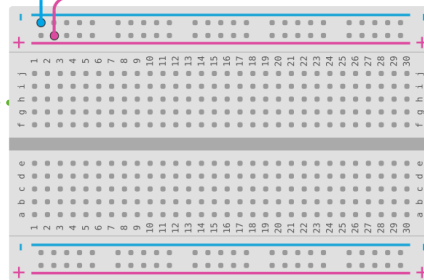 - -
+ +
1 2 3 4 5 6 7 8 9 10 11 12 13 14 15 16 17 18 19 20 21 22 23 24 25 26 27 28 29 30
j j
i i
h h
g g
f f
e e
d d
c c
b b
a a
1 2 3 4 5 6 7 8 9 10 11 12 13 14 15 16 17 18 19 20 21 22 23 24 25 26 27 28 29 30
- -
+ +